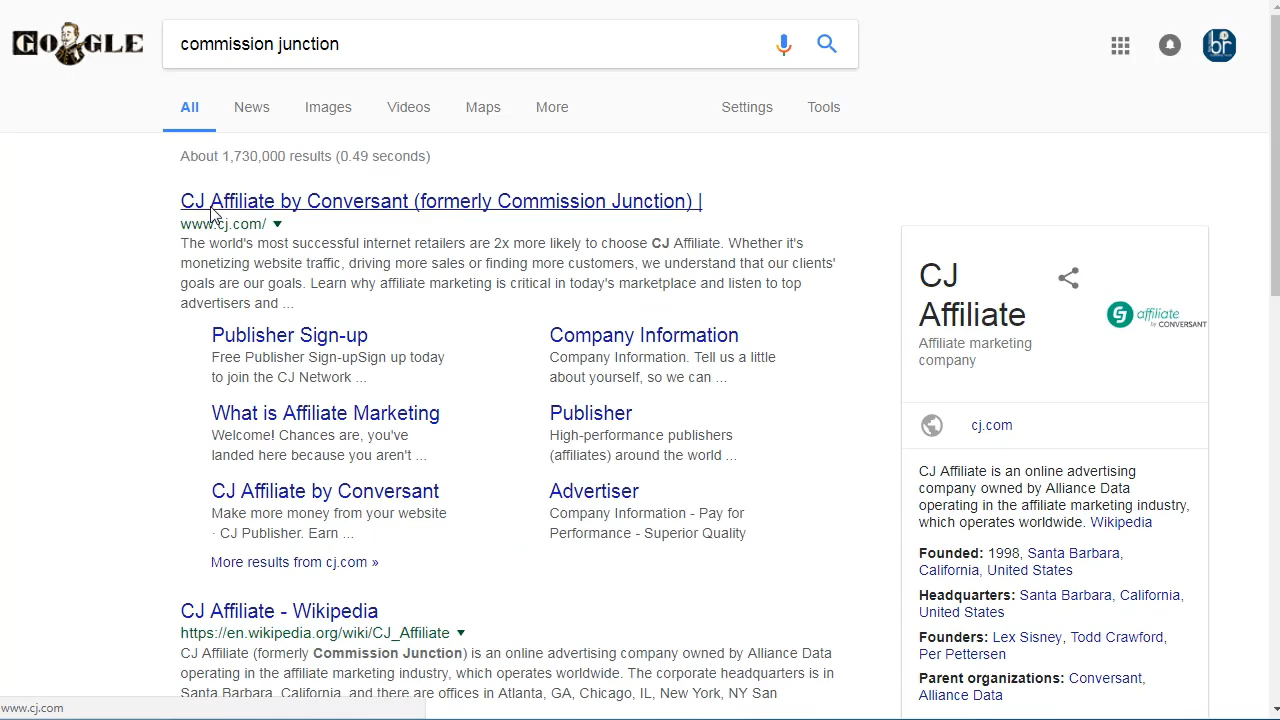 GOOGLE
commission junction
br
All News Images Videos Maps More Settings Tools
About 1,730,000 results (0.49 seconds)
CJ Affiliate by Conversant (formerly Commission Junction) |
www.cj.com/
The world's most successful internet retailers are 2x more likely to choose CJ Affiliate. Whether it's
monetizing website traffic, driving more sales or finding more customers, we understand that our clients'
goals are our goals. Learn why affiliate marketing is critical in today's marketplace and listen to top
advertisers and ...
Publisher Sign-up
Free Publisher Sign-upSign up today
to join the CJ Network ...
Company Information
Company Information. Tell us a little
about yourself, so we can ...
What is Affiliate Marketing
Welcome! Chances are, you've
landed here because you aren't ...
Publisher
High-performance publishers
(affiliates) around the world ...
CJ Affiliate by Conversant
Make more money from your website
· CJ Publisher. Earn ...
Advertiser
Company Information - Pay for
Performance - Superior Quality
More results from cj.com »
CJ Affiliate - Wikipedia
https://en.wikipedia.org/wiki/CJ_Affiliate
CJ Affiliate (formerly Commission Junction) is an online advertising company owned by Alliance Data
operating in the affiliate marketing industry, which operates worldwide. The corporate headquarters is in
Santa Barbara, California, and there are offices in Atlanta, GA, Chicago, IL, New York, NY San
CJ
Affiliate
Affiliate marketing
company
affiliate
by CONVERSANT
cj.com
CJ Affiliate is an online advertising
company owned by Alliance Data
operating in the affiliate marketing industry,
which operates worldwide. Wikipedia
Founded: 1998, Santa Barbara,
California, United States
Headquarters: Santa Barbara, California,
United States
Founders: Lex Sisney, Todd Crawford,
Per Pettersen
Parent organizations: Conversant,
Alliance Data
www.cj.com